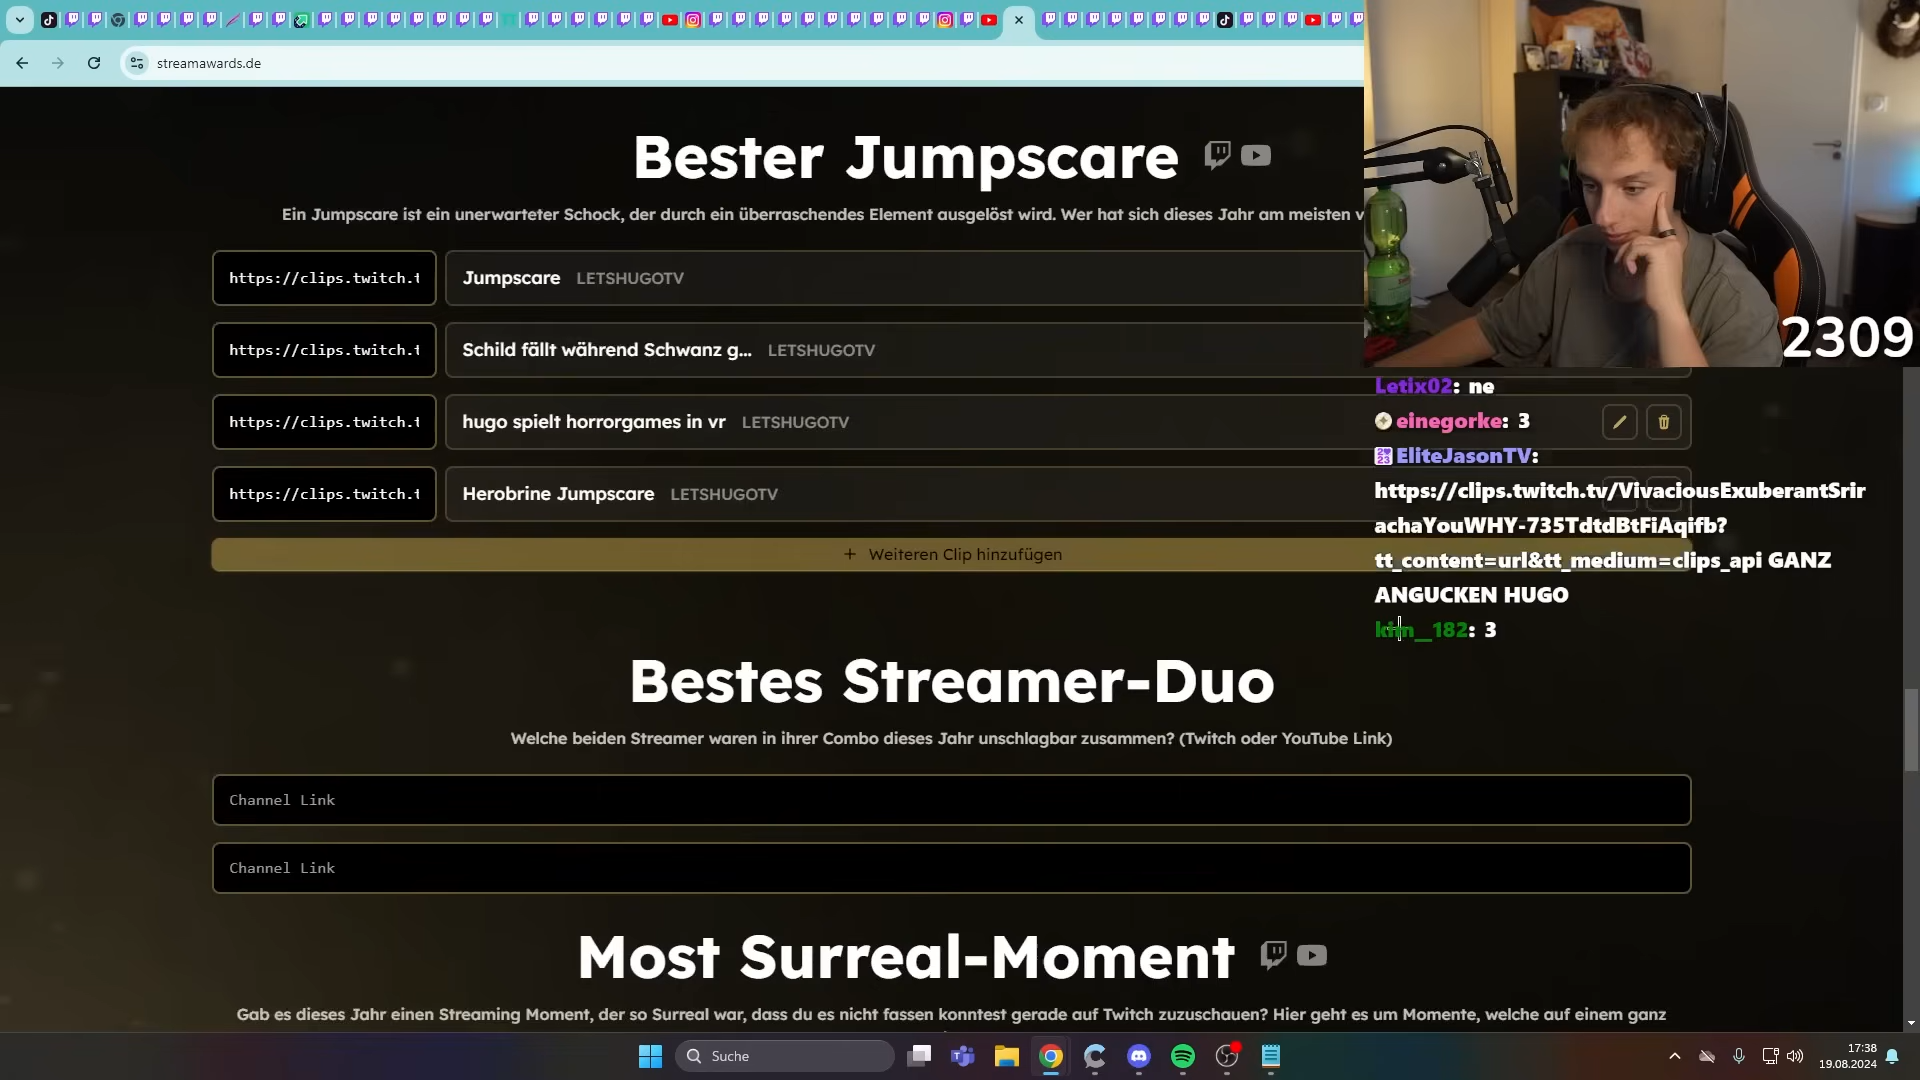 streamawards.de
Bester Jumpscare
Ein Jumpscare ist ein unerwarteter Schock, der durch ein überraschendes Element ausgelöst wird. Wer hat sich dieses Jahr am meisten v
https://clips.twitch.t
Jumpscare LETSHUGOTV
https://clips.twitch.t
Schild fällt während Schwanz g... LETSHUGOTV
https://clips.twitch.t
hugo spielt horrorgames in vr LETSHUGOTV
https://clips.twitch.t
Herobrine Jumpscare LETSHUGOTV
+ Weiteren Clip hinzufügen
2309
Letix02: ne
einegorke: 3
EliteJasonTV:
https://clips.twitch.tv/VivaciousExuberantSrir
achaYouWHY-735TdtdBtFiAqifb?
tt_content=url&tt_medium=clips_api GANZ
ANGUCKEN HUGO
kim_182: 3
Bestes Streamer-Duo
Welche beiden Streamer waren in ihrer Combo dieses Jahr unschlagbar zusammen? (Twitch oder YouTube Link)
Channel Link
Channel Link
Most Surreal-Moment
Gab es dieses Jahr einen Streaming Moment, der so Surreal war, dass du es nicht fassen konntest gerade auf Twitch zuzuschauen? Hier geht es um Momente, welche auf einem ganz
Suche
17:38
19.08.2024